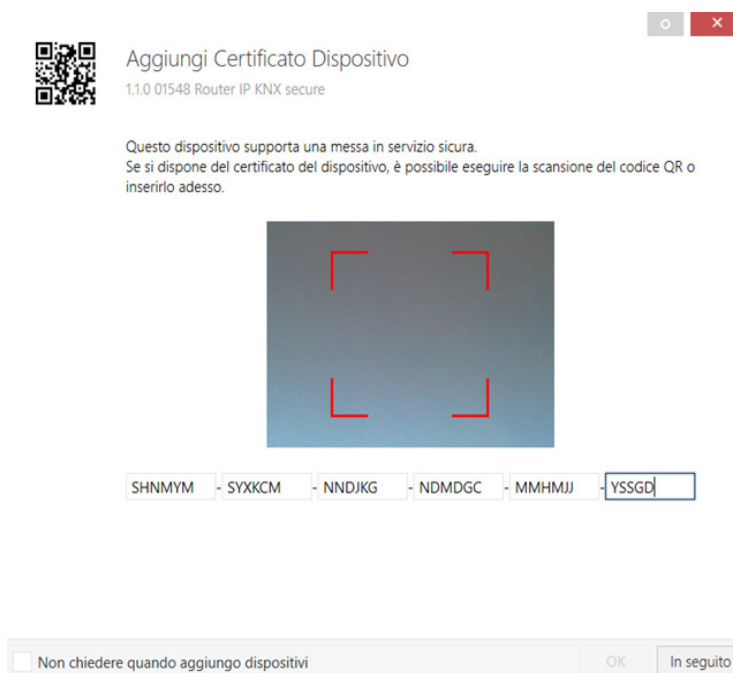 Aggiungi Certificato Dispositivo
1.1.0 01548 Router IP KNX secure
Questo dispositivo supporta una messa in servizio sicura.
Se si dispone del certificato del dispositivo, è possibile eseguire la scansione del codice QR o
inserirlo adesso.
SHNMYM - SYXKCM - NNDJKG - NDMDGC - MMHMJJ - YSSGD
Non chiedere quando aggiungo dispositivi
OK In seguito